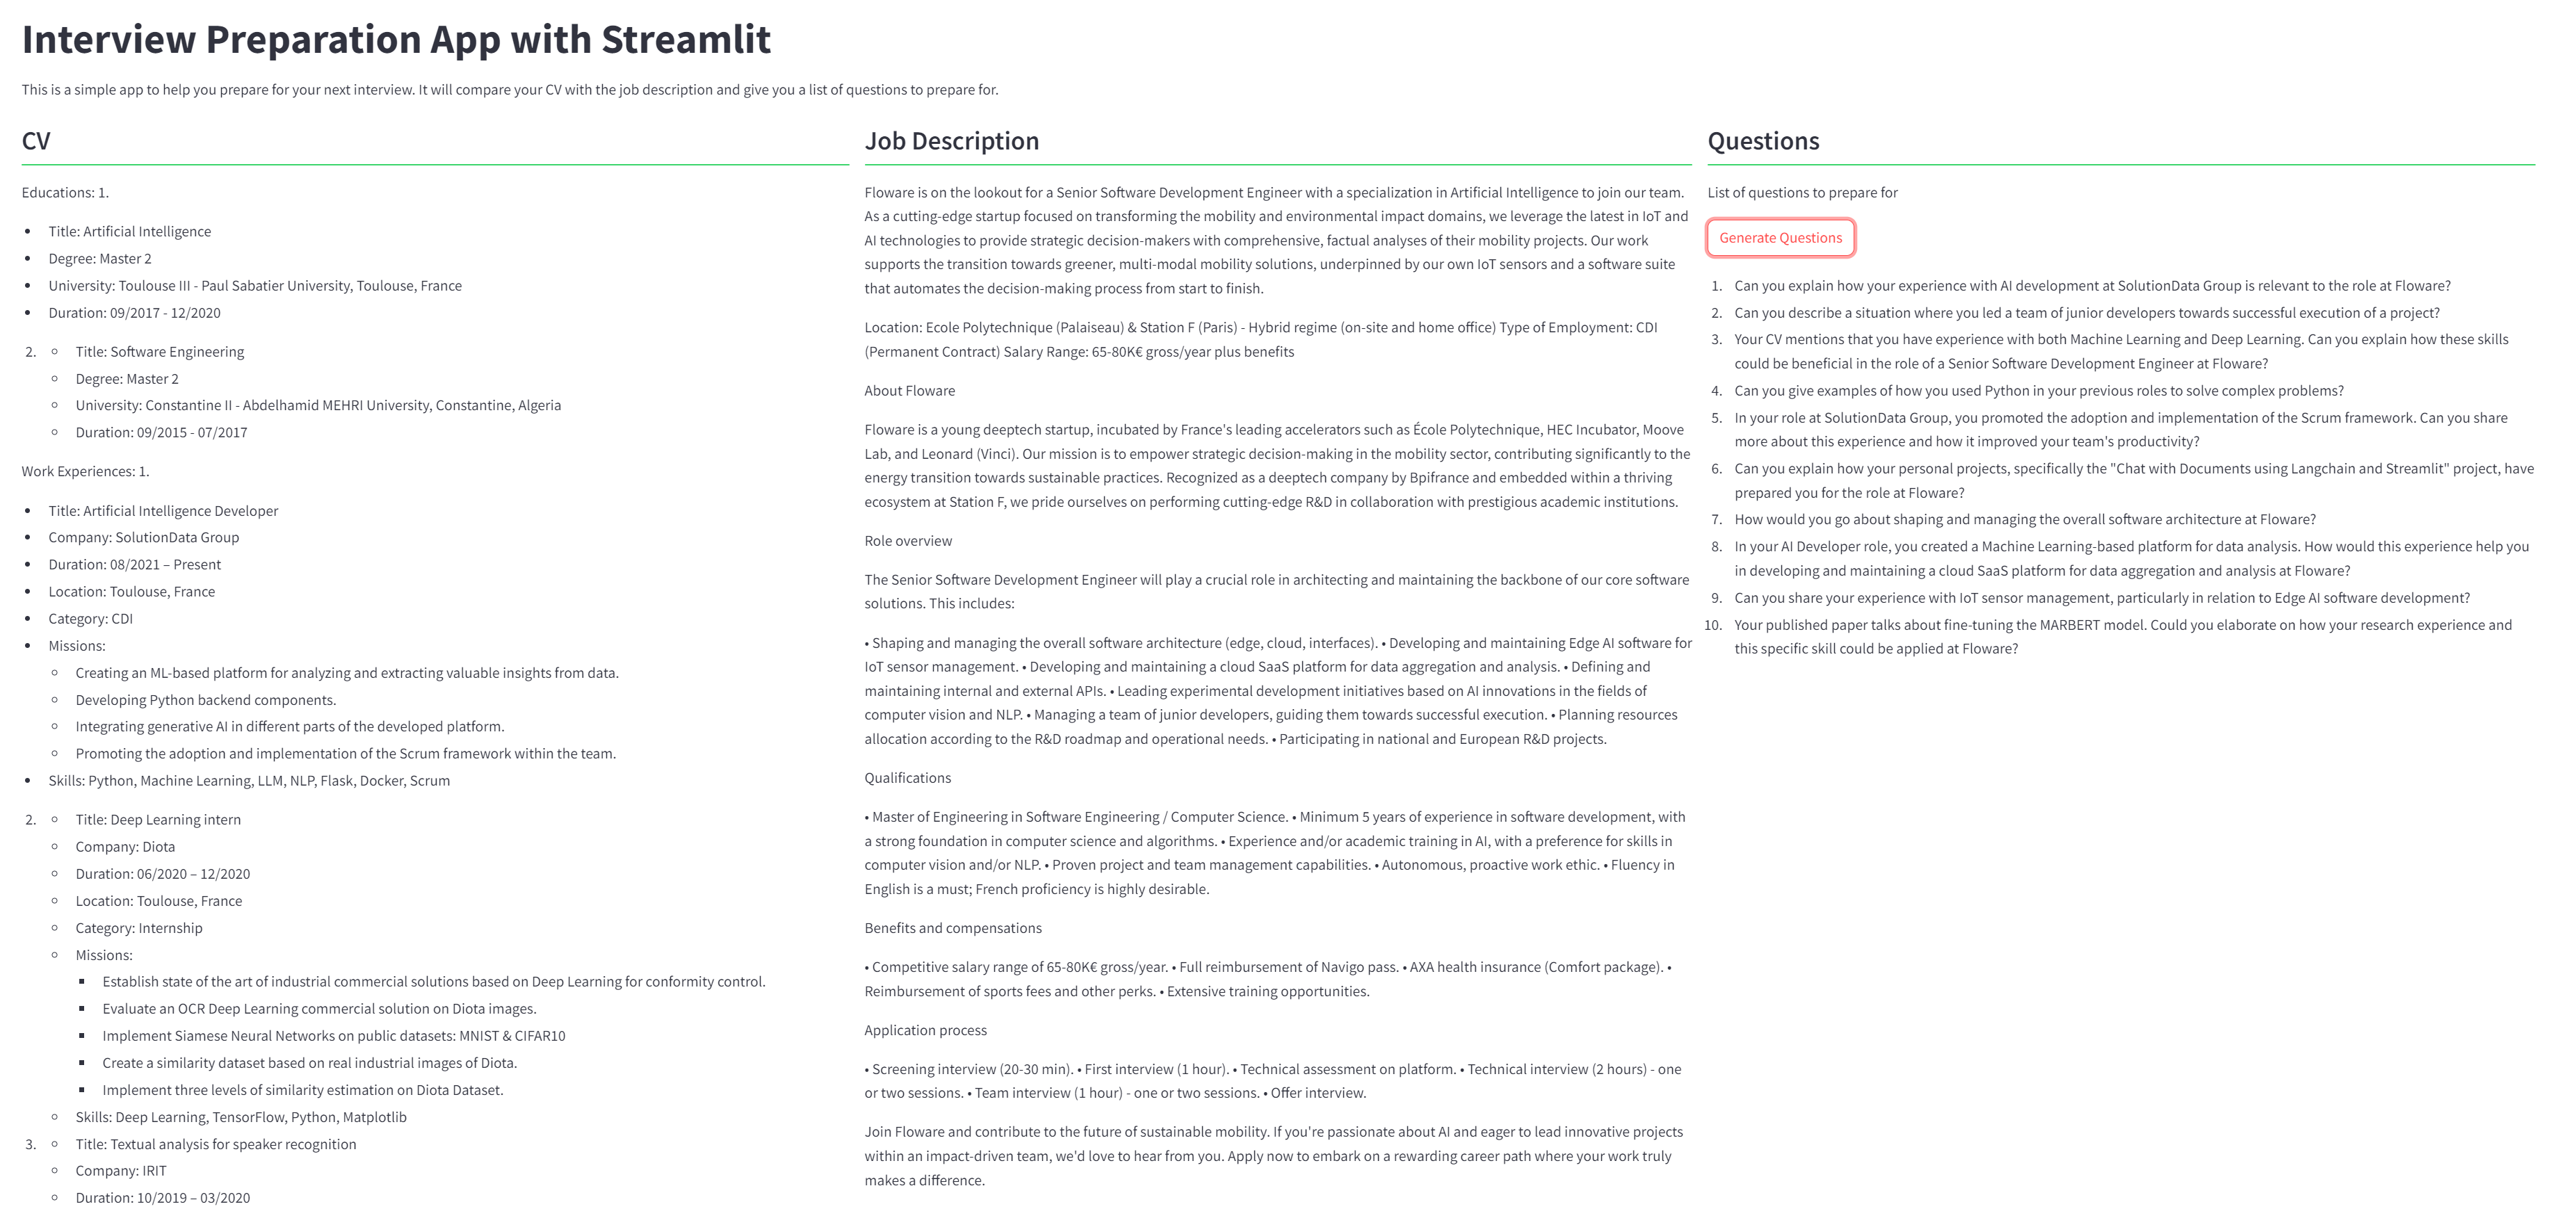 Interview Preparation App with Streamlit
This is a simple app to help you prepare for your next interview. It will compare your CV with the job description and give you a list of questions to prepare for.
CV
Educations: 1.
• Title: Artificial Intelligence
• Degree: Master 2
• University: Toulouse III - Paul Sabatier University, Toulouse, France
• Duration: 09/2017 - 12/2020
2. ◦ Title: Software Engineering
◦ Degree: Master 2
◦ University: Constantine II - Abdelhamid MEHRI University, Constantine, Algeria
◦ Duration: 09/2015 - 07/2017
Work Experiences: 1.
• Title: Artificial Intelligence Developer
• Company: SolutionData Group
• Duration: 08/2021 – Present
• Location: Toulouse, France
• Category: CDI
• Missions:
◦ Creating an ML-based platform for analyzing and extracting valuable insights from data.
◦ Developing Python backend components.
◦ Integrating generative AI in different parts of the developed platform.
◦ Promoting the adoption and implementation of the Scrum framework within the team.
• Skills: Python, Machine Learning, LLM, NLP, Flask, Docker, Scrum
2. ◦ Title: Deep Learning intern
◦ Company: Diota
◦ Duration: 06/2020 – 12/2020
◦ Location: Toulouse, France
◦ Category: Internship
◦ Missions:
▪ Establish state of the art of industrial commercial solutions based on Deep Learning for conformity control.
▪ Evaluate an OCR Deep Learning commercial solution on Diota images.
▪ Implement Siamese Neural Networks on public datasets: MNIST & CIFAR10
▪ Create a similarity dataset based on real industrial images of Diota.
▪ Implement three levels of similarity estimation on Diota Dataset.
◦ Skills: Deep Learning, TensorFlow, Python, Matplotlib
3. ◦ Title: Textual analysis for speaker recognition
◦ Company: IRIT
◦ Duration: 10/2019 – 03/2020
Job Description
Floware is on the lookout for a Senior Software Development Engineer with a specialization in Artificial Intelligence to join our team.
As a cutting-edge startup focused on transforming the mobility and environmental impact domains, we leverage the latest in IoT and
AI technologies to provide strategic decision-makers with comprehensive, factual analyses of their mobility projects. Our work
supports the transition towards greener, multi-modal mobility solutions, underpinned by our own IoT sensors and a software suite
that automates the decision-making process from start to finish.
Location: Ecole Polytechnique (Palaiseau) & Station F (Paris) - Hybrid regime (on-site and home office) Type of Employment: CDI
(Permanent Contract) Salary Range: 65-80K€ gross/year plus benefits
About Floware
Floware is a young deeptech startup, incubated by France's leading accelerators such as École Polytechnique, HEC Incubator, Moove
Lab, and Leonard (Vinci). Our mission is to empower strategic decision-making in the mobility sector, contributing significantly to the
energy transition towards sustainable practices. Recognized as a deeptech company by Bpifrance and embedded within a thriving
ecosystem at Station F, we pride ourselves on performing cutting-edge R&D in collaboration with prestigious academic institutions.
Role overview
The Senior Software Development Engineer will play a crucial role in architecting and maintaining the backbone of our core software
solutions. This includes:
• Shaping and managing the overall software architecture (edge, cloud, interfaces). • Developing and maintaining Edge AI software for
IoT sensor management. • Developing and maintaining a cloud SaaS platform for data aggregation and analysis. • Defining and
maintaining internal and external APIs. • Leading experimental development initiatives based on AI innovations in the fields of
computer vision and NLP. • Managing a team of junior developers, guiding them towards successful execution. • Planning resources
allocation according to the R&D roadmap and operational needs. • Participating in national and European R&D projects.
Qualifications
• Master of Engineering in Software Engineering / Computer Science. • Minimum 5 years of experience in software development, with
a strong foundation in computer science and algorithms. • Experience and/or academic training in AI, with a preference for skills in
computer vision and/or NLP. • Proven project and team management capabilities. • Autonomous, proactive work ethic. • Fluency in
English is a must; French proficiency is highly desirable.
Benefits and compensations
• Competitive salary range of 65-80K€ gross/year. • Full reimbursement of Navigo pass. • AXA health insurance (Comfort package). •
Reimbursement of sports fees and other perks. • Extensive training opportunities.
Application process
• Screening interview (20-30 min). • First interview (1 hour). • Technical assessment on platform. • Technical interview (2 hours) - one
or two sessions. • Team interview (1 hour) - one or two sessions. • Offer interview.
Join Floware and contribute to the future of sustainable mobility. If you're passionate about AI and eager to lead innovative projects
within an impact-driven team, we'd love to hear from you. Apply now to embark on a rewarding career path where your work truly
makes a difference.
Questions
List of questions to prepare for
Generate Questions
1. Can you explain how your experience with AI development at SolutionData Group is relevant to the role at Floware?
2. Can you describe a situation where you led a team of junior developers towards successful execution of a project?
3. Your CV mentions that you have experience with both Machine Learning and Deep Learning. Can you explain how these skills
could be beneficial in the role of a Senior Software Development Engineer at Floware?
4. Can you give examples of how you used Python in your previous roles to solve complex problems?
5. In your role at SolutionData Group, you promoted the adoption and implementation of the Scrum framework. Can you share
more about this experience and how it improved your team's productivity?
6. Can you explain how your personal projects, specifically the "Chat with Documents using Langchain and Streamlit" project, have
prepared you for the role at Floware?
7. How would you go about shaping and managing the overall software architecture at Floware?
8. In your AI Developer role, you created a Machine Learning-based platform for data analysis. How would this experience help you
in developing and maintaining a cloud SaaS platform for data aggregation and analysis at Floware?
9. Can you share your experience with IoT sensor management, particularly in relation to Edge AI software development?
10. Your published paper talks about fine-tuning the MARBERT model. Could you elaborate on how your research experience and
this specific skill could be applied at Floware?